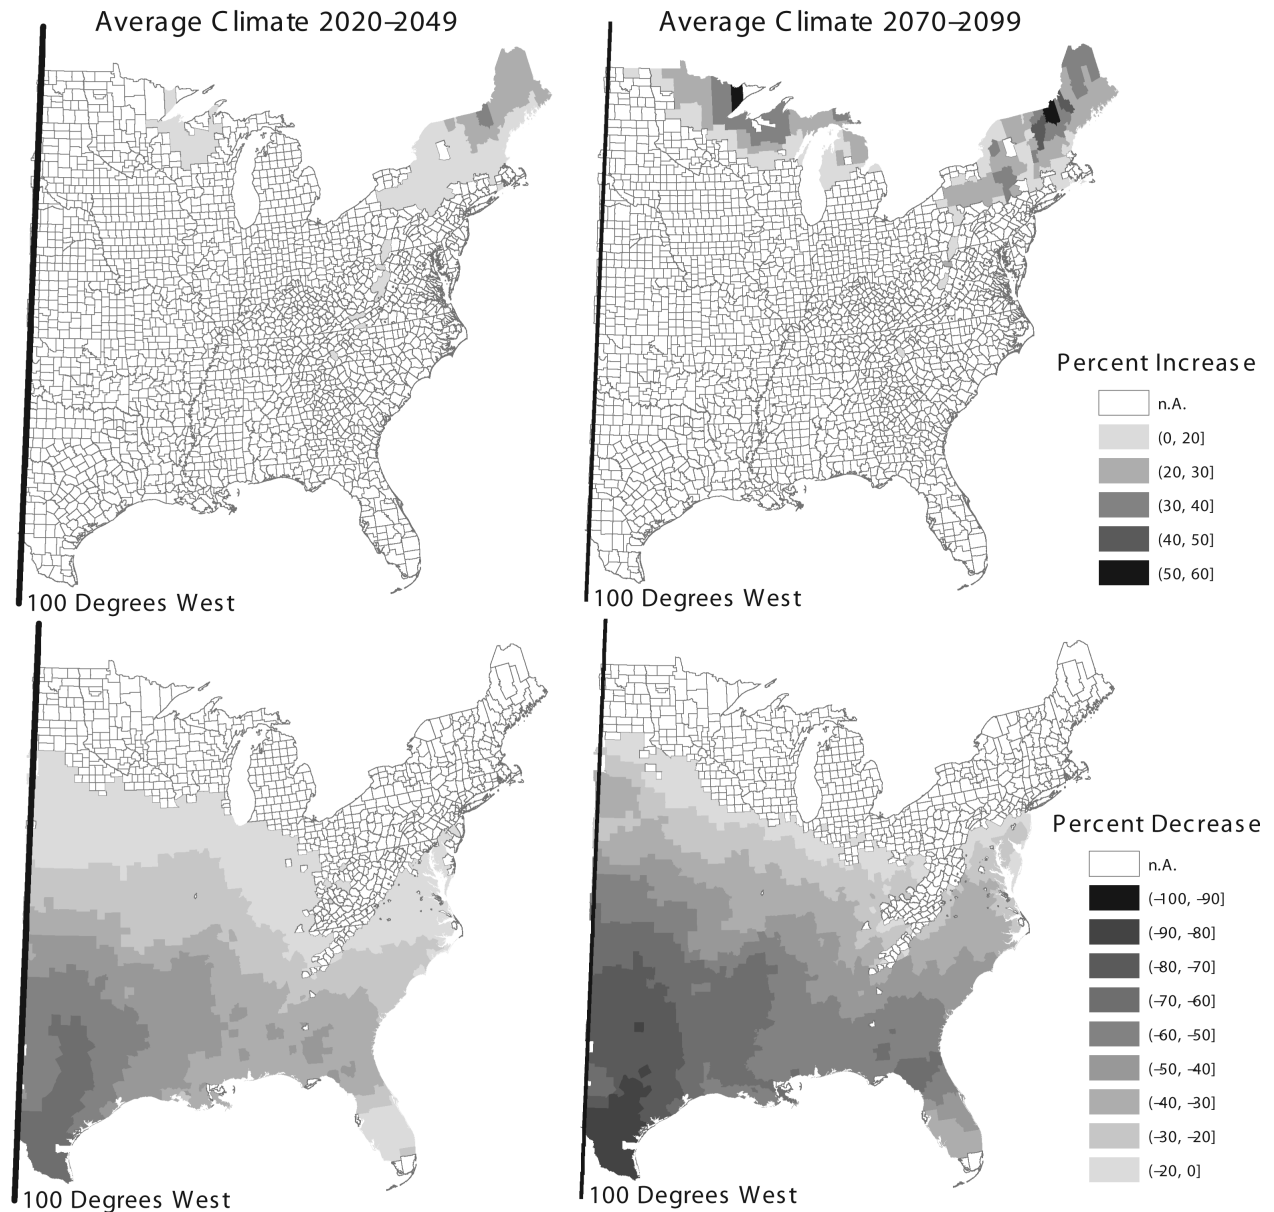 Average Climate 2020–2049
Average Climate 2070–2099
Percent Increase
n.A.
(0, 20]
(20, 30]
(30, 40]
(40, 50]
(50, 60]
100 Degrees West
100 Degrees West
Percent Decrease
n.A.
(–100, –90]
(–90, –80]
(–80, –70]
(–70, –60]
(–60, –50]
(–50, –40]
(–40, –30]
(–30, –20]
(–20, 0]
100 Degrees West
100 Degrees West